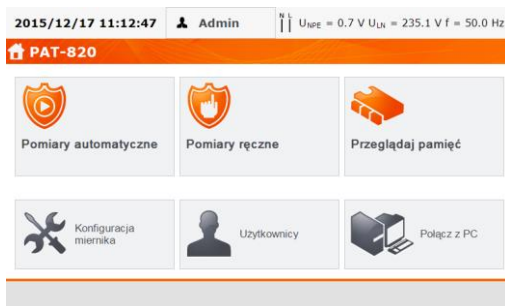 2015/12/17 11:12:47 Admin N L UNPE = 0.7 V ULN = 235.1 V f = 50.0 Hz
PAT-820
Pomiary automatyczne Pomiary ręczne Przeglądaj pamięć
Konfiguracja
miernika
Użytkownicy Połącz z PC